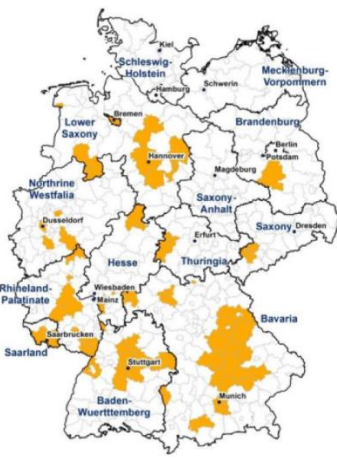 Kiel
Schleswig-
Holstein
Schwerin
Mecklenburg-
Vorpommern
Hamburg
Bremen
Lower
Saxony
Brandenburg
Berlin
Potsdam
Hannover
Magdeburg
Northrine
Westfalia
Saxony-
Anhalt
Dusseldorf
Saxony
Dresden
Erfurt
Hesse
Thuringia
Rhineland-
Palatinate
Wiesbaden
Mainz
Bavaria
Saarbrucken
Saarland
Stuttgart
Baden-
Wuerttemberg
Munich